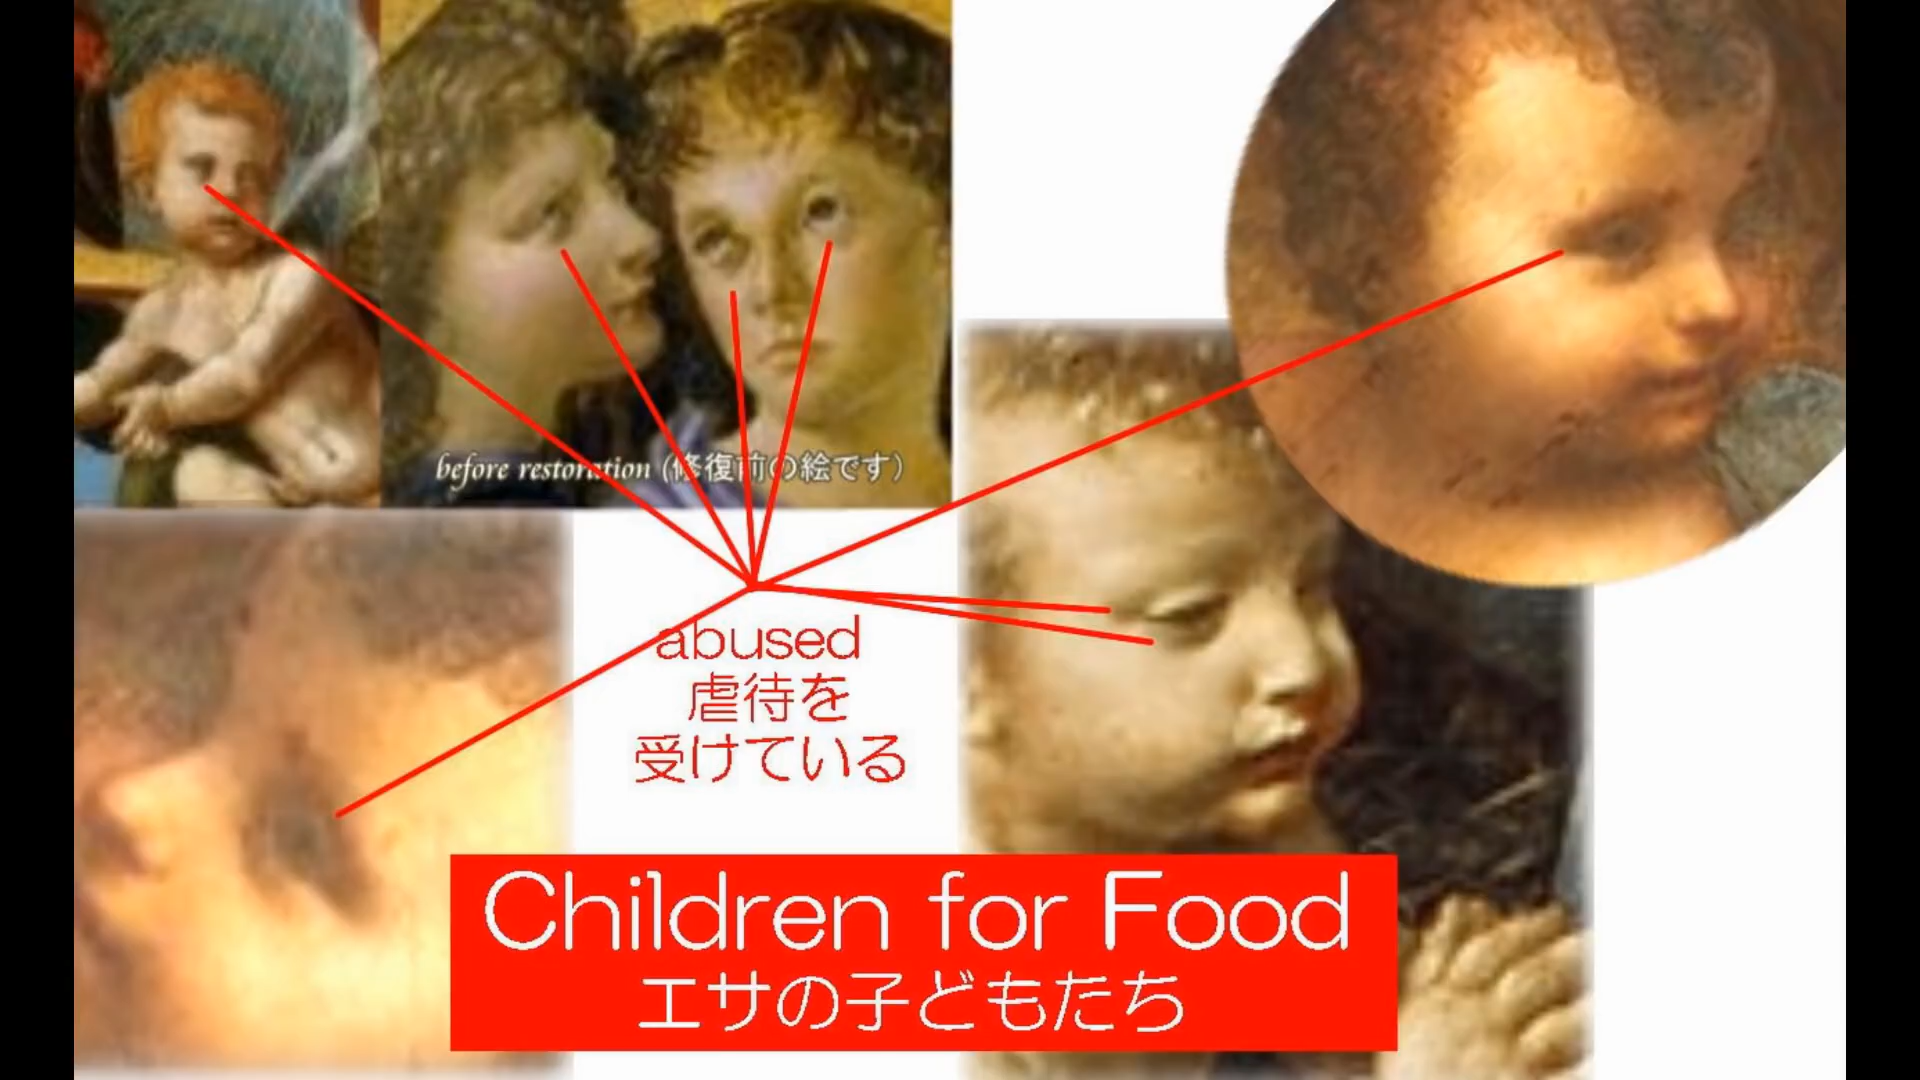 before restoration (修復前の絵です)
abused
虐待を
受けている
Children for Food
エサの子どもたち